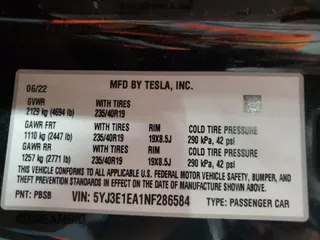 MFD BY TESLA, INC.
06/22
GVWR WITH TIRES
2129 kg (4694 lb) 235/40R19
GAWR FRT WITH TIRES RIM COLD TIRE PRESSURE
1110 kg (2447 lb) 235/40R19 19X8.5J 290 kPa, 42 psi
GAWR RR WITH TIRES RIM COLD TIRE PRESSURE
1257 kg (2771 lb) 235/40R19 19X8.5J 290 kPa, 42 psi
THIS VEHICLE CONFORMS TO ALL APPLICABLE U.S. FEDERAL MOTOR VEHICLE SAFETY, BUMPER, AND
THEFT PREVENTION STANDARDS IN EFFECT ON THE DATE OF MANUFACTURE SHOWN ABOVE.
PNT: PBSB VIN: 5YJ3E1EA1NF286584 TYPE: PASSENGER CAR